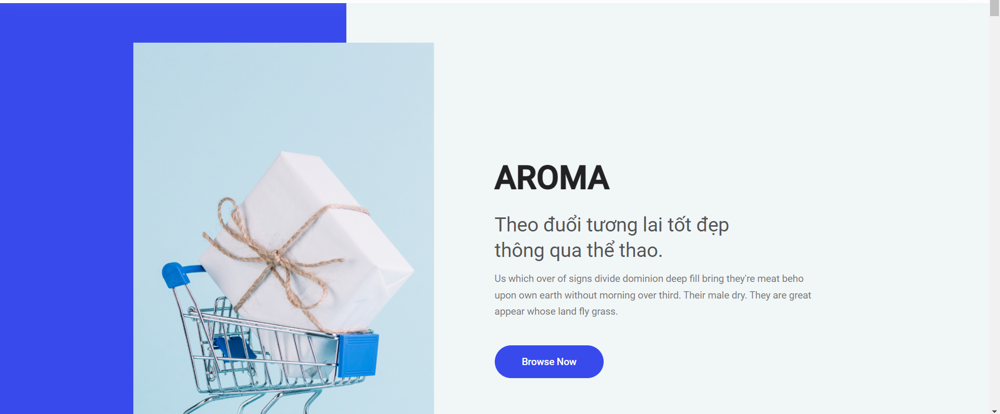 AROMA
Theo đuổi tương lai tốt đẹp
thông qua thể thao.
Us which over of signs divide dominion deep fill bring they're meat beho
upon own earth without morning over third. Their male dry. They are great
appear whose land fly grass.
Browse Now